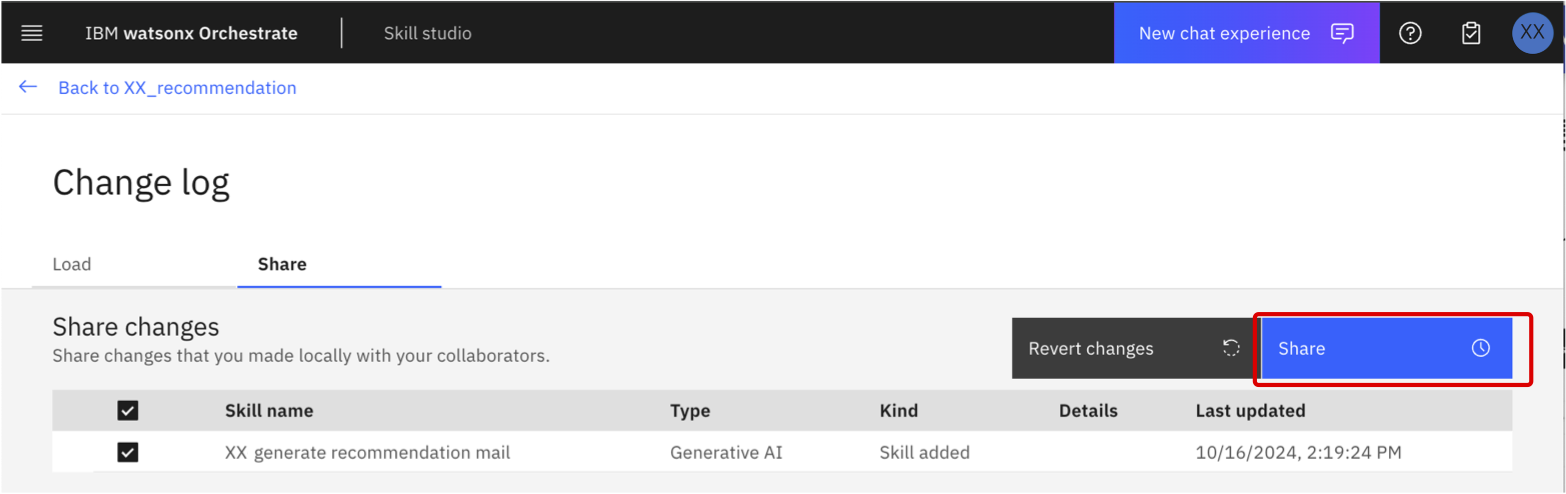 IBM watsonx Orchestrate Skill studio New chat experience XX
Back to XX_recommendation
Change log
Load Share
Share changes
Share changes that you made locally with your collaborators.
Revert changes Share
Skill name Type Kind Details Last updated
XX generate recommendation mail Generative AI Skill added 10/16/2024, 2:19:24 PM